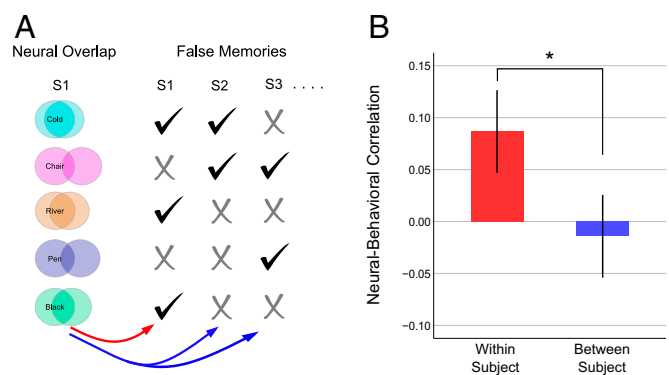 A
Neural Overlap
False Memories
S1
S1
S2
S3 . . . .
Cold
Chair
River
Pen
Black
B
Neural-Behavioral Correlation
0.15
0.10
0.05
0.00
−0.05
−0.10
*
Within
Subject
Between
Subject